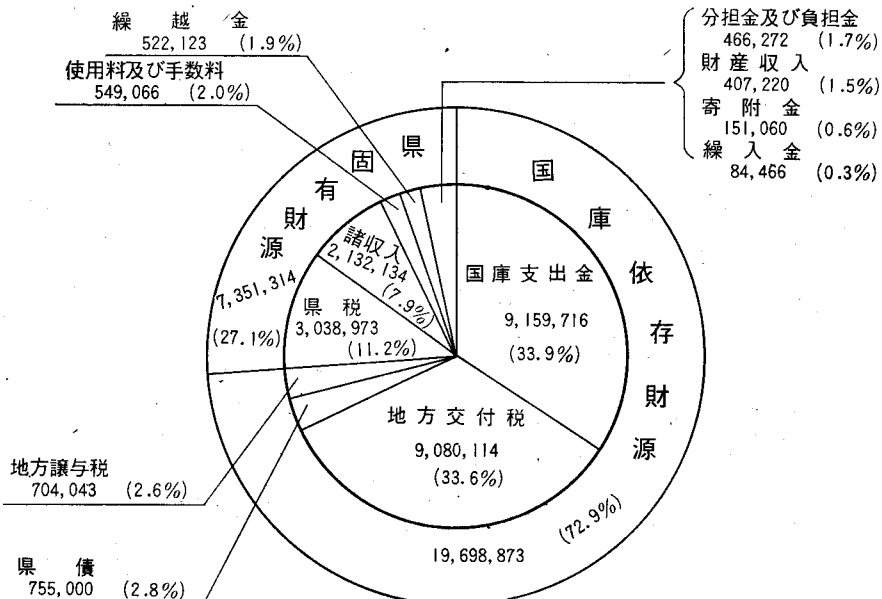 繰越金
522,123 (1.9%)
使用料及び手数料
549,066 (2.0%)
分担金及び負担金
466,272 (1.7%)
財産収入
407,220 (1.5%)
寄附金
151,060 (0.6%)
繰入金
84,466 (0.3%)
県固有財源
7,351,314
(27.1%)
国庫依存財源
(72.9%)
19,698,873
諸収入
2,132,134
(7.9%)
県税
3,038,973
(11.2%)
国庫支出金
9,159,716
(33.9%)
地方交付税
9,080,114
(33.6%)
地方譲与税
704,043 (2.6%)
県債
755,000 (2.8%)